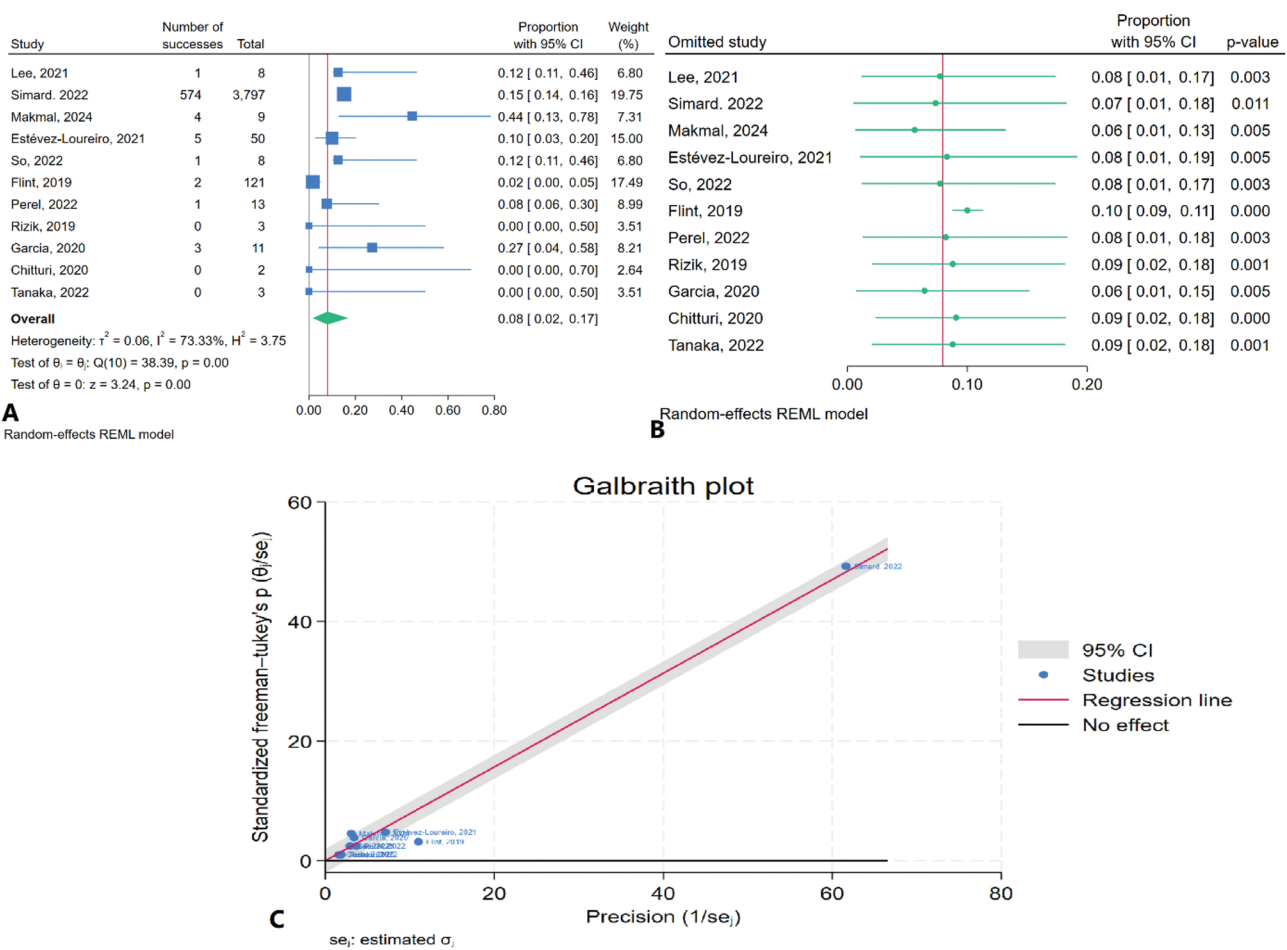 Number of
successes
Proportion
with 95% CI
Weight
(%)
Study Total
Lee, 2021 1 8 0.12 [ 0.11, 0.46] 6.80
Simard. 2022 574 3,797 0.15 [ 0.14, 0.16] 19.75
Makmal, 2024 4 9 0.44 [ 0.13, 0.78] 7.31
Estévez-Loureiro, 2021 5 50 0.10 [ 0.03, 0.20] 15.00
So, 2022 1 8 0.12 [ 0.11, 0.46] 6.80
Flint, 2019 2 121 0.02 [ 0.00, 0.05] 17.49
Perel, 2022 1 13 0.08 [ 0.06, 0.30] 8.99
Rizik, 2019 0 3 0.00 [ 0.00, 0.50] 3.51
Garcia, 2020 3 11 0.27 [ 0.04, 0.58] 8.21
Chitturi, 2020 0 2 0.00 [ 0.00, 0.70] 2.64
Tanaka, 2022 0 3 0.00 [ 0.00, 0.50] 3.51
Overall 0.08 [ 0.02, 0.17]
Heterogeneity: τ² = 0.06, I² = 73.33%, H² = 3.75
Test of θᵢ = θⱼ: Q(10) = 38.39, p = 0.00
Test of θ = 0: z = 3.24, p = 0.00
0.00 0.20 0.40 0.60 0.80
A
Random-effects REML model
Proportion
Omitted study with 95% CI p-value
Lee, 2021 0.08 [ 0.01, 0.17] 0.003
Simard. 2022 0.07 [ 0.01, 0.18] 0.011
Makmal, 2024 0.06 [ 0.01, 0.13] 0.005
Estévez-Loureiro, 2021 0.08 [ 0.01, 0.19] 0.005
So, 2022 0.08 [ 0.01, 0.17] 0.003
Flint, 2019 0.10 [ 0.09, 0.11] 0.000
Perel, 2022 0.08 [ 0.01, 0.18] 0.003
Rizik, 2019 0.09 [ 0.02, 0.18] 0.001
Garcia, 2020 0.06 [ 0.01, 0.15] 0.005
Chitturi, 2020 0.09 [ 0.02, 0.18] 0.000
Tanaka, 2022 0.09 [ 0.02, 0.18] 0.001
0.00 0.10 0.20
Random-effects REML model
B
Galbraith plot
Standardized freeman–tukey's p (θⱼ/seⱼ)
60
40
20
0
Simard. 2022
Estévez-Loureiro, 2021
Flint, 2019
0 20 40 60 80
Precision (1/seⱼ)
95% CI
Studies
Regression line
No effect
C
seⱼ: estimated σⱼ